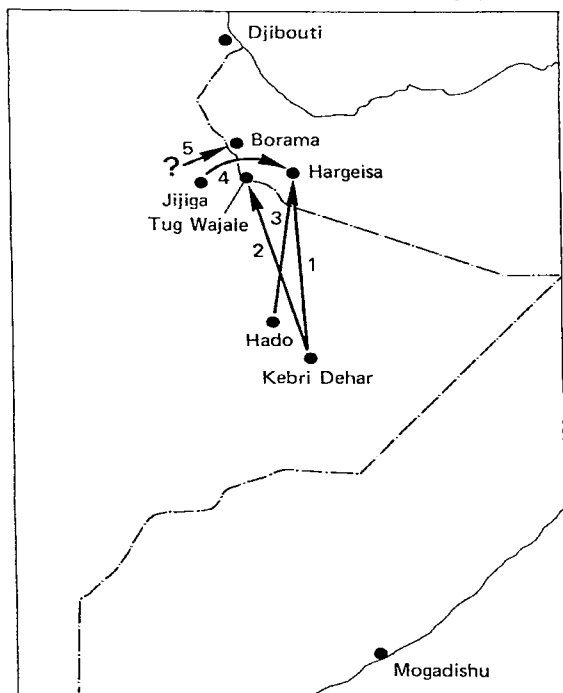 Djibouti
5
Borama
?
4
Hargeisa
Jijiga
Tug Wajale
3
2
1
Hado
Kebri Dehar
Mogadishu